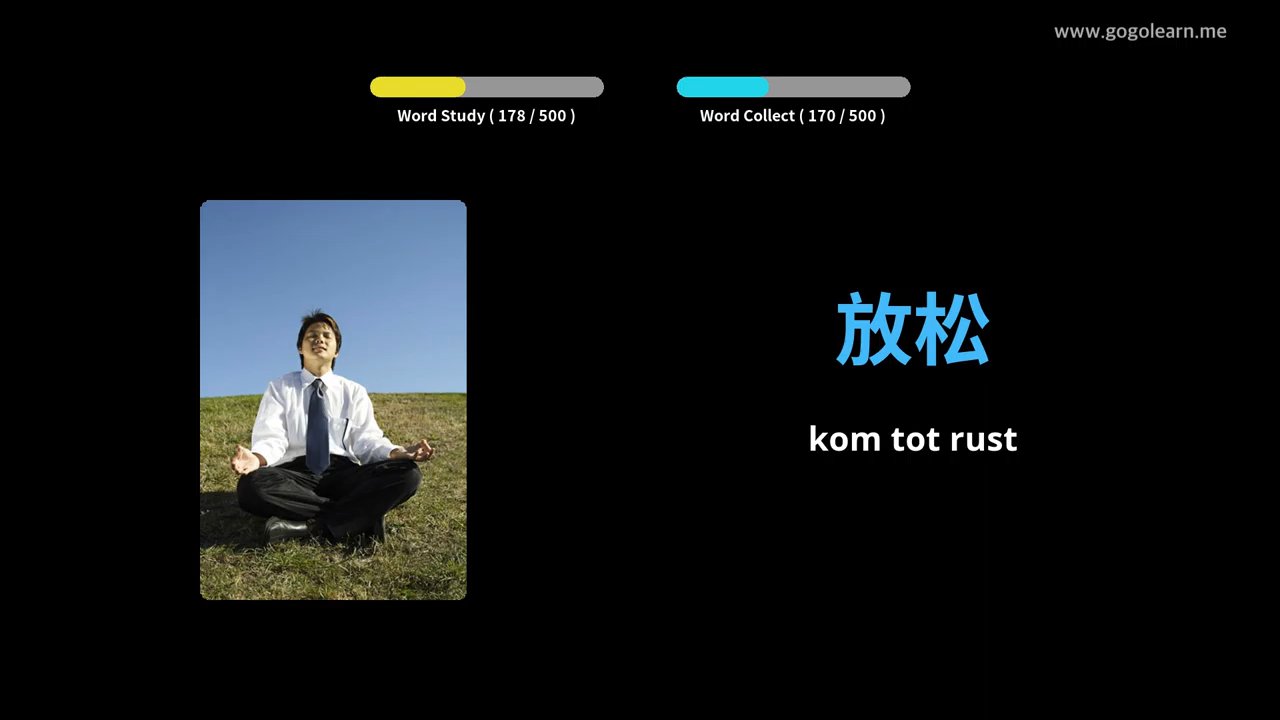 www.gogolearn.me
Word Study ( 178 / 500 )
Word Collect ( 170 / 500 )
放松
kom tot rust